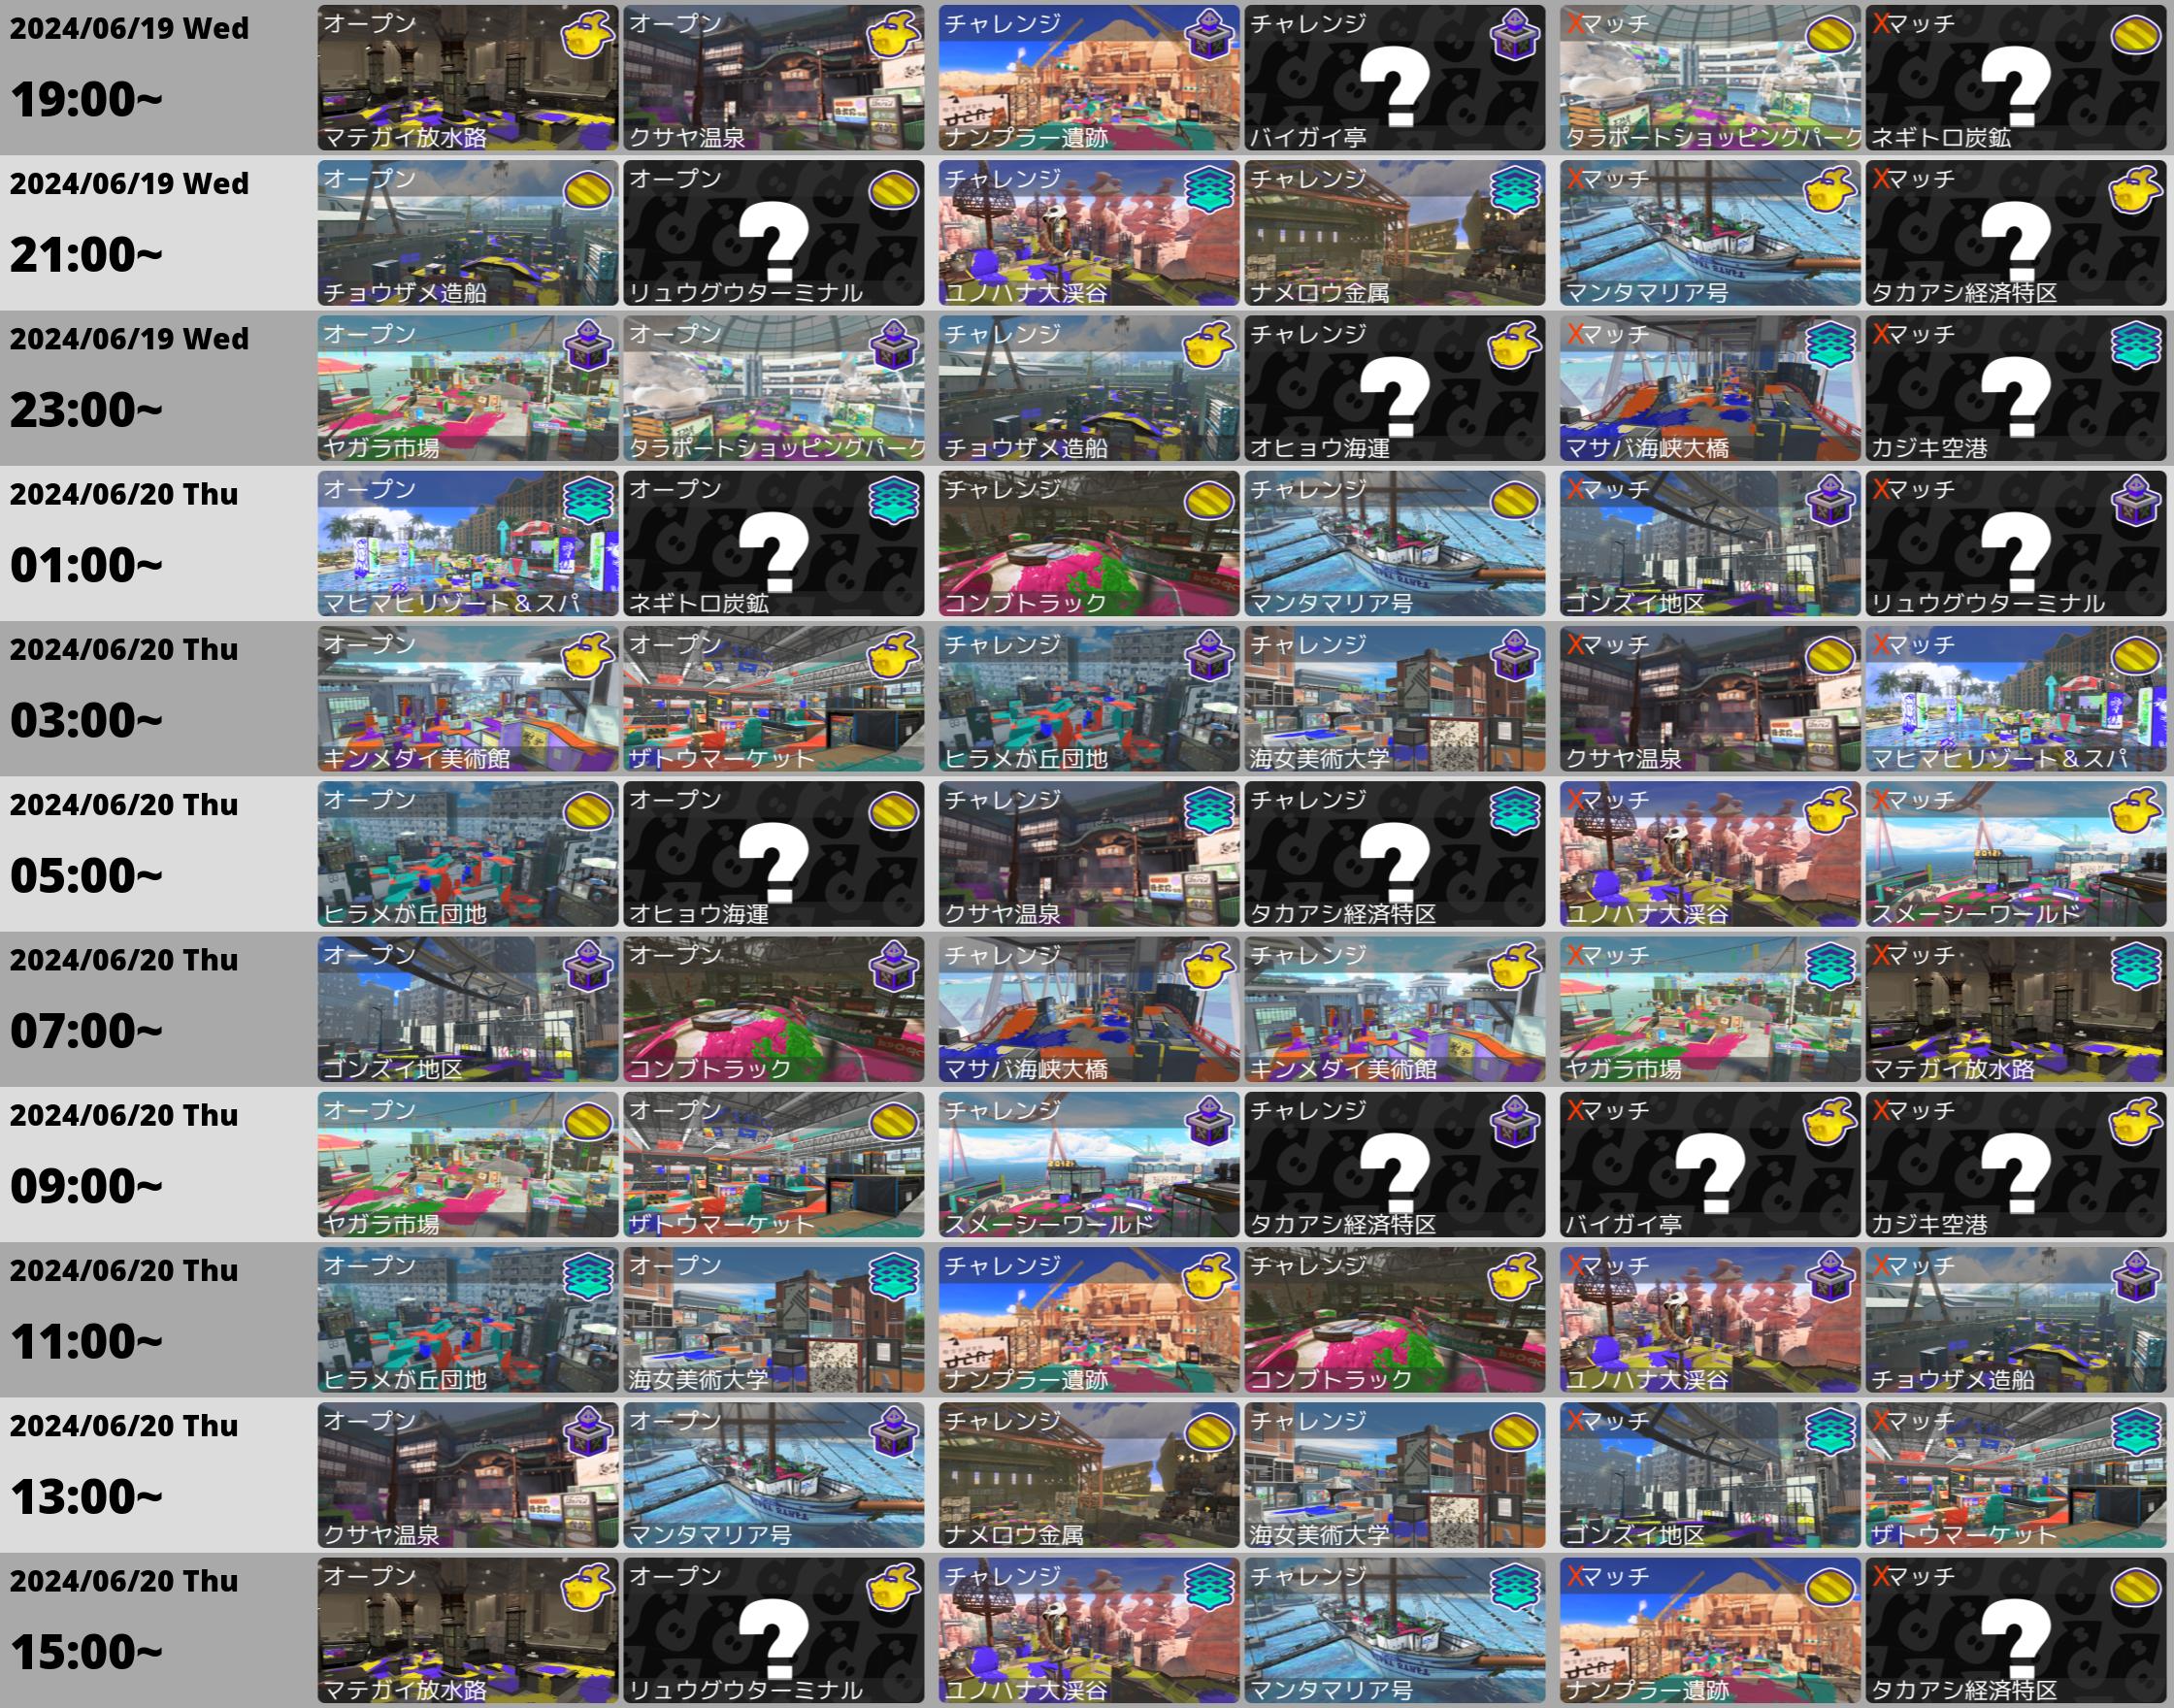 2024/06/19 Wed
19:00~
オープン
マテガイ放水路
オープン
クサヤ温泉
チャレンジ
ナンプラー遺跡
チャレンジ
?
バイガイ亭
Xマッチ
タラポートショッピングパーク
Xマッチ
?
ネギトロ炭鉱
2024/06/19 Wed
21:00~
オープン
チョウザメ造船
オープン
?
リュウグウターミナル
チャレンジ
ユノハナ大渓谷
チャレンジ
ナメロウ金属
Xマッチ
マンタマリア号
Xマッチ
?
タカアシ経済特区
2024/06/19 Wed
23:00~
オープン
ヤガラ市場
オープン
タラポートショッピングパーク
チャレンジ
チョウザメ造船
チャレンジ
?
オヒョウ海運
Xマッチ
マサバ海峡大橋
Xマッチ
?
カジキ空港
2024/06/20 Thu
01:00~
オープン
マヒマヒリゾート＆スパ
オープン
?
ネギトロ炭鉱
チャレンジ
コンブトラック
チャレンジ
マンタマリア号
Xマッチ
ゴンズイ地区
Xマッチ
?
リュウグウターミナル
2024/06/20 Thu
03:00~
オープン
キンメダイ美術館
オープン
ザトウマーケット
チャレンジ
ヒラメが丘団地
チャレンジ
海女美術大学
Xマッチ
クサヤ温泉
Xマッチ
マヒマヒリゾート＆スパ
2024/06/20 Thu
05:00~
オープン
ヒラメが丘団地
オープン
?
オヒョウ海運
チャレンジ
クサヤ温泉
チャレンジ
?
タカアシ経済特区
Xマッチ
ユノハナ大渓谷
Xマッチ
スメーシーワールド
2024/06/20 Thu
07:00~
オープン
ゴンズイ地区
オープン
コンブトラック
チャレンジ
マサバ海峡大橋
チャレンジ
キンメダイ美術館
Xマッチ
ヤガラ市場
Xマッチ
マテガイ放水路
2024/06/20 Thu
09:00~
オープン
ヤガラ市場
オープン
ザトウマーケット
チャレンジ
スメーシーワールド
チャレンジ
?
タカアシ経済特区
Xマッチ
?
バイガイ亭
Xマッチ
?
カジキ空港
2024/06/20 Thu
11:00~
オープン
ヒラメが丘団地
オープン
海女美術大学
チャレンジ
ナンプラー遺跡
チャレンジ
コンブトラック
Xマッチ
ユノハナ大渓谷
Xマッチ
チョウザメ造船
2024/06/20 Thu
13:00~
オープン
クサヤ温泉
オープン
マンタマリア号
チャレンジ
ナメロウ金属
チャレンジ
海女美術大学
Xマッチ
ゴンズイ地区
Xマッチ
ザトウマーケット
2024/06/20 Thu
15:00~
オープン
マテガイ放水路
オープン
?
リュウグウターミナル
チャレンジ
ユノハナ大渓谷
チャレンジ
マンタマリア号
Xマッチ
ナンプラー遺跡
Xマッチ
?
タカアシ経済特区